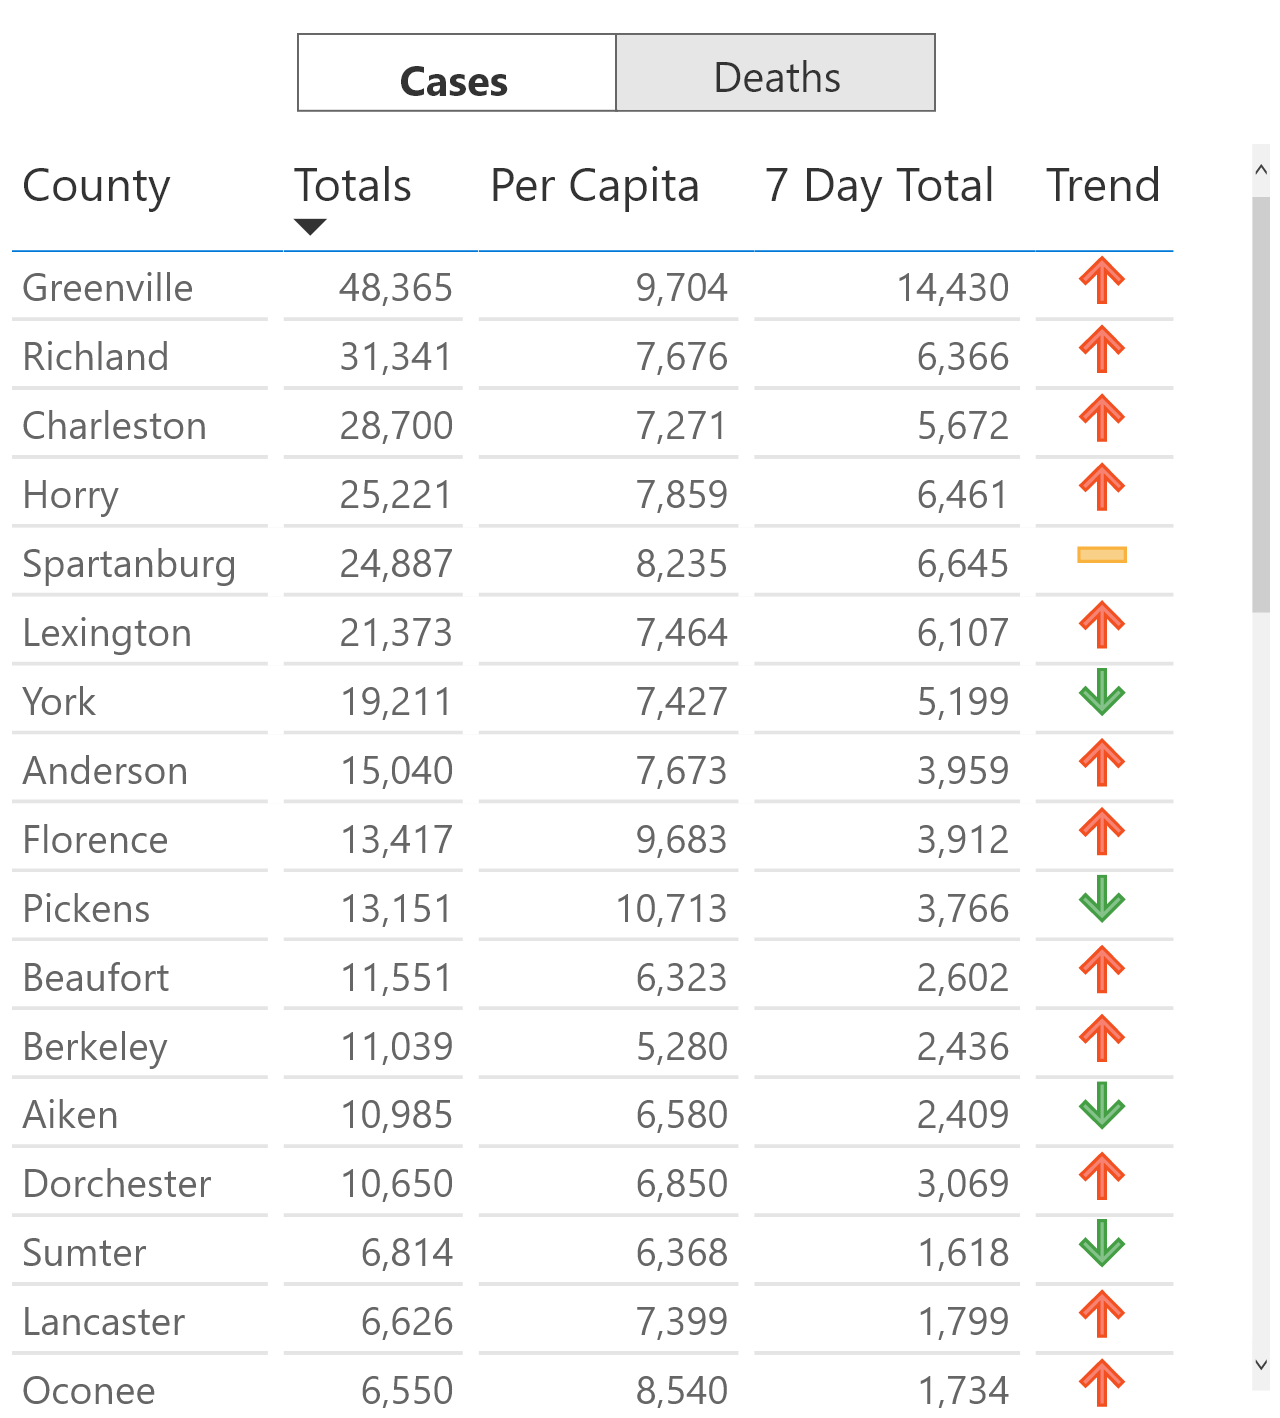 Cases Deaths
County Totals Per Capita 7 Day Total Trend
Greenville 48,365 9,704 14,430
Richland 31,341 7,676 6,366
Charleston 28,700 7,271 5,672
Horry 25,221 7,859 6,461
Spartanburg 24,887 8,235 6,645
Lexington 21,373 7,464 6,107
York 19,211 7,427 5,199
Anderson 15,040 7,673 3,959
Florence 13,417 9,683 3,912
Pickens 13,151 10,713 3,766
Beaufort 11,551 6,323 2,602
Berkeley 11,039 5,280 2,436
Aiken 10,985 6,580 2,409
Dorchester 10,650 6,850 3,069
Sumter 6,814 6,368 1,618
Lancaster 6,626 7,399 1,799
Oconee 6,550 8,540 1,734